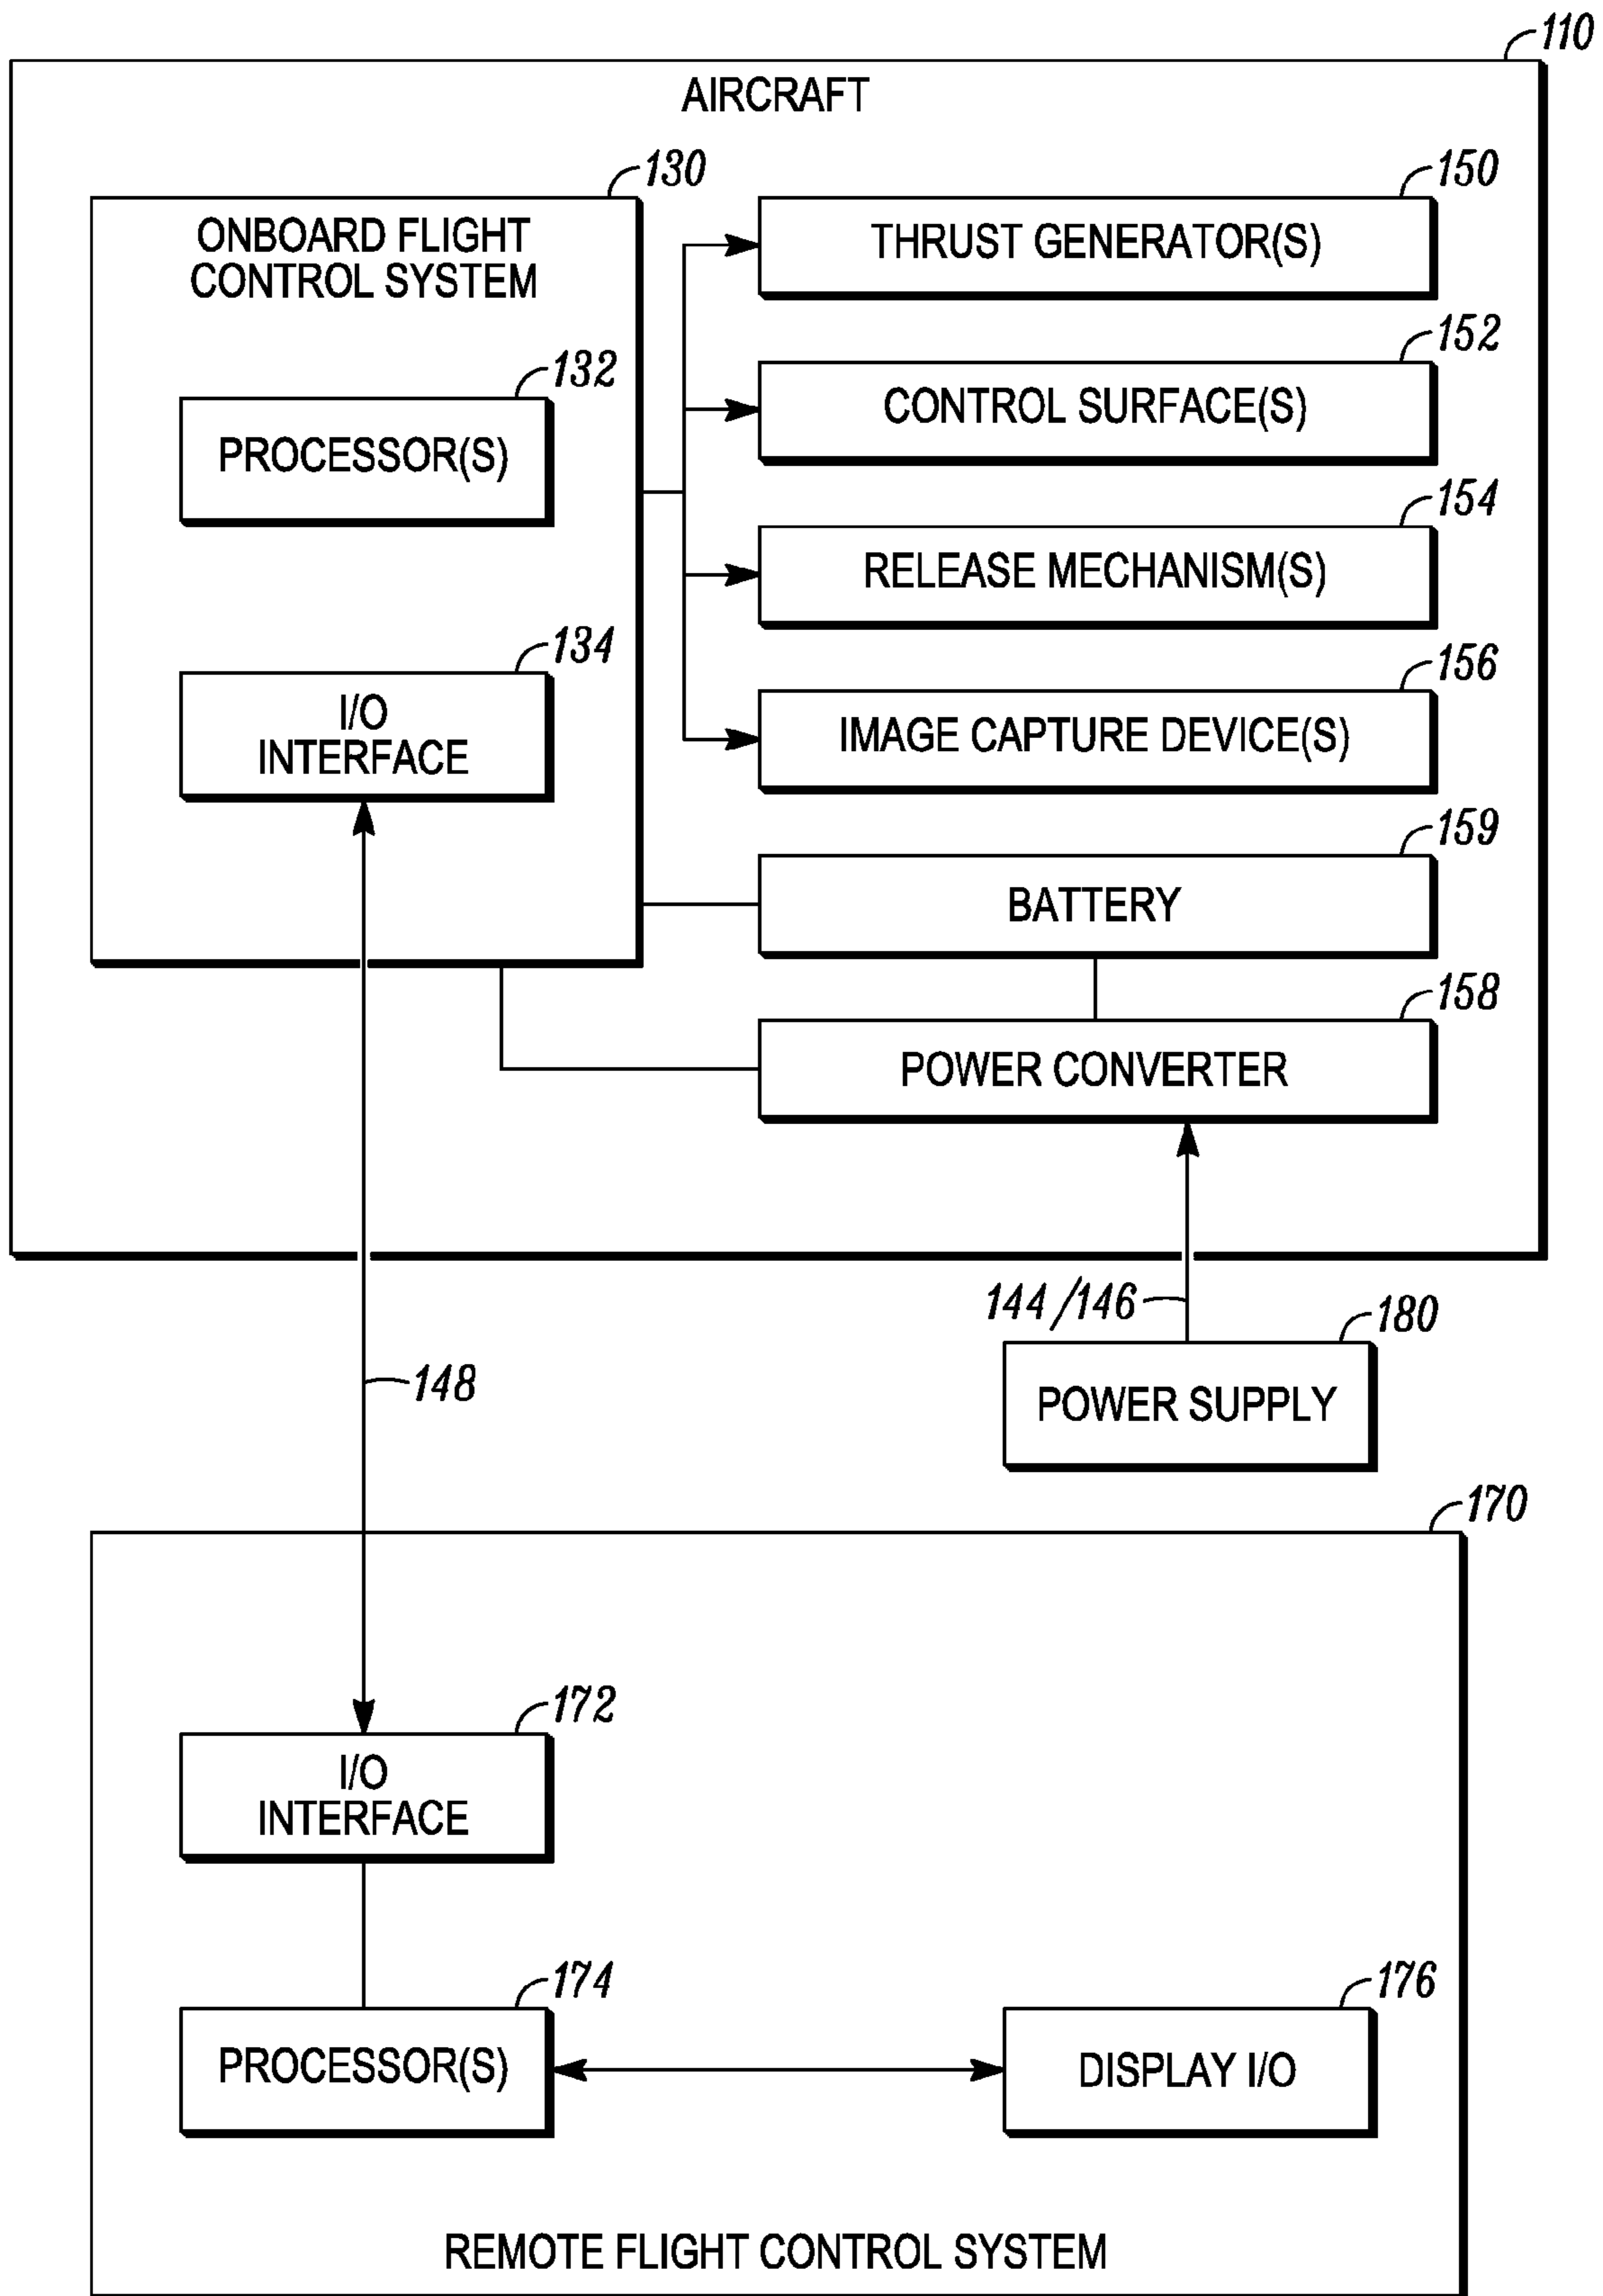 110
AIRCRAFT
130
ONBOARD FLIGHT
CONTROL SYSTEM
132
PROCESSOR(S)
134
I/O
INTERFACE
150
THRUST GENERATOR(S)
152
CONTROL SURFACE(S)
154
RELEASE MECHANISM(S)
156
IMAGE CAPTURE DEVICE(S)
159
BATTERY
158
POWER CONVERTER
144/146
180
POWER SUPPLY
148
170
172
I/O
INTERFACE
174
PROCESSOR(S)
176
DISPLAY I/O
REMOTE FLIGHT CONTROL SYSTEM